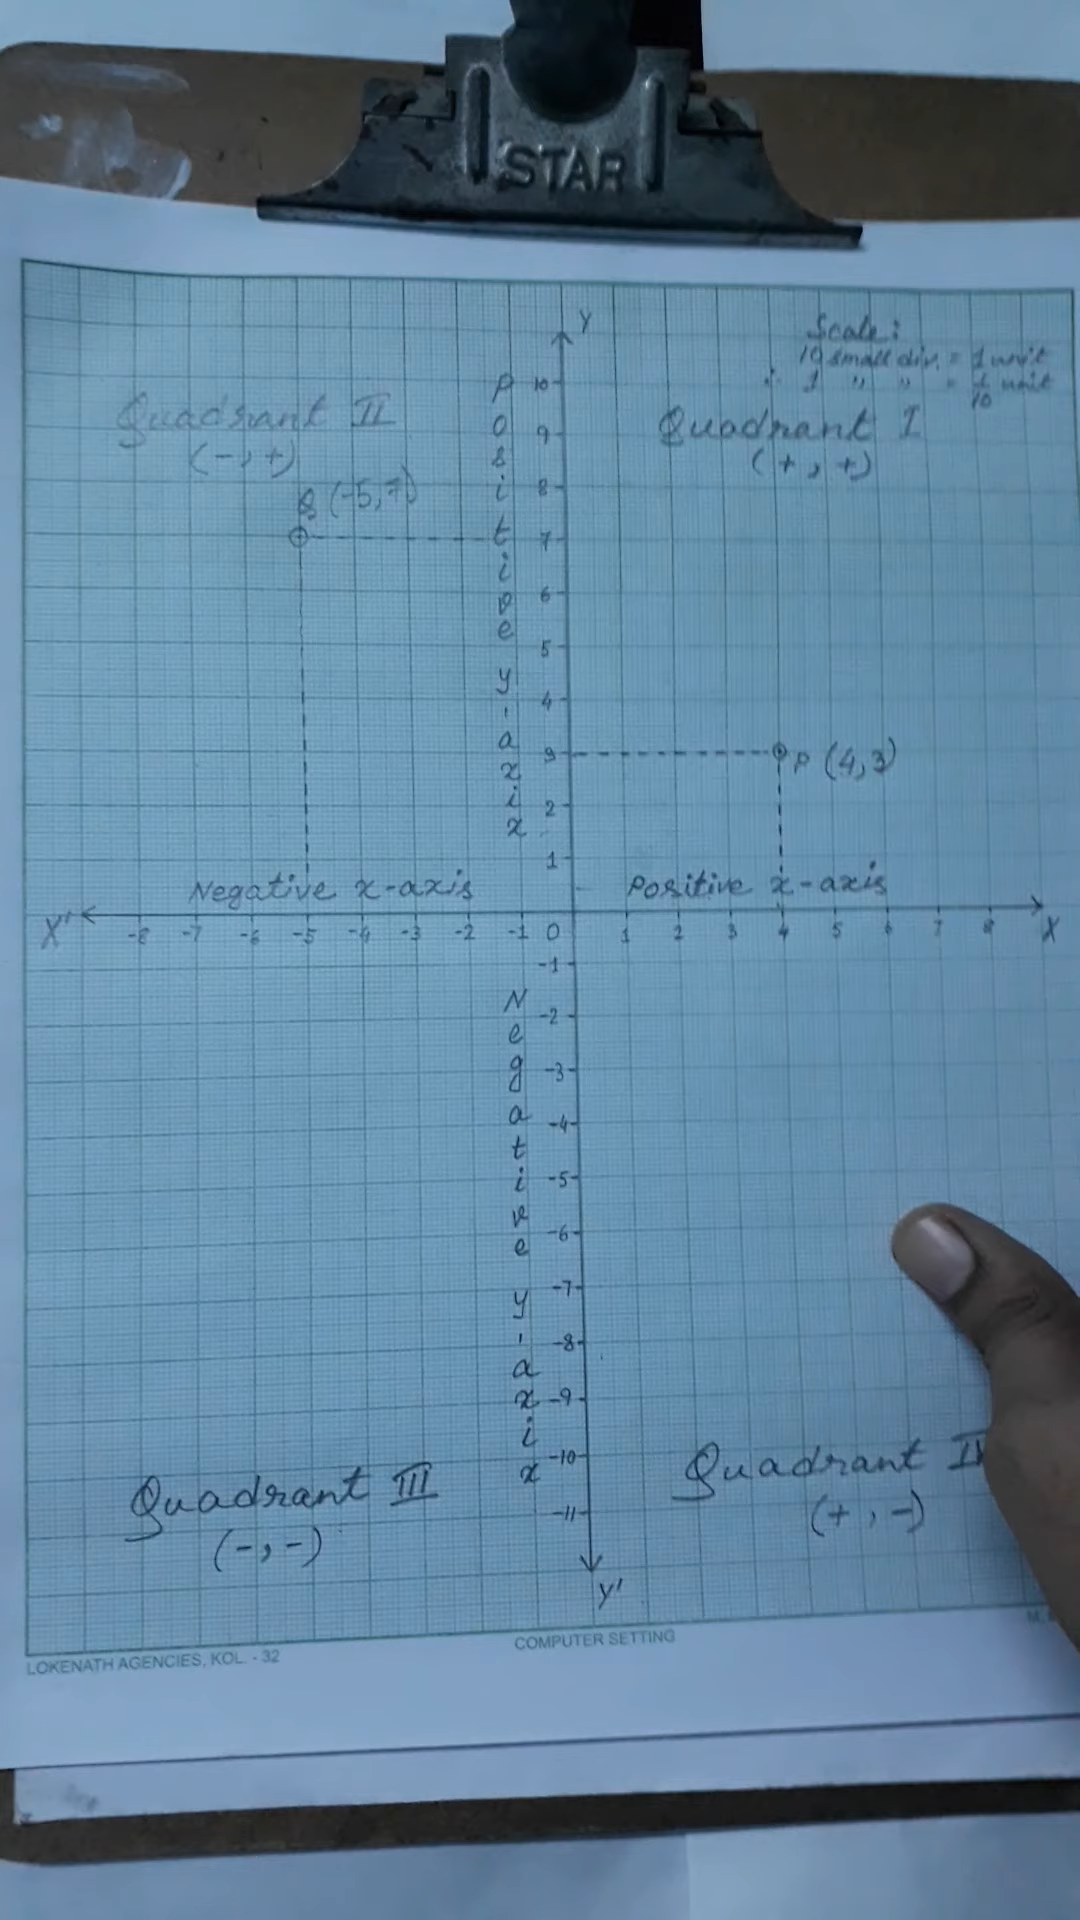 STAR
Y
Scale:
10 small div. = 1 unit
∴ 1 " " = 1/10 unit
Quadrant II
(-, +)
Quadrant I
(+, +)
Q (-5, 7)
Positive y-axix
10
9
8
7
6
5
4
3
2
1
P (4, 3)
Negative x-axis
Positive x-axis
X' -8 -7 -6 -5 -4 -3 -2 -1 0 1 2 3 4 5 6 7 8 X
-1
-2
-3
-4
-5
-6
-7
-8
-9
-10
-11
Negative y-axix
Quadrant III
(-, -)
Quadrant
(+, -)
Y'
LOKENATH AGENCIES, KOL. - 32
COMPUTER SETTING